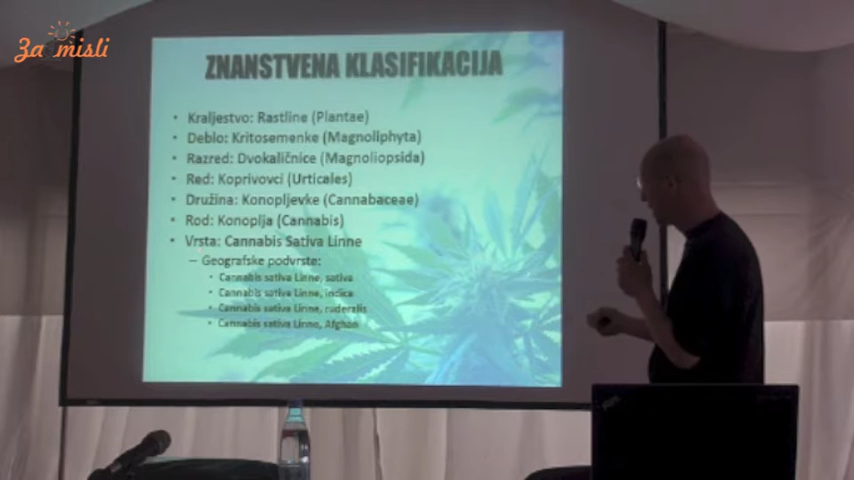 Za misli
ZNANSTVENA KLASIFIKACIJA
• Kraljestvo: Rastline (Plantae)
• Deblo: Kritosemenke (Magnoliphyta)
• Razred: Dvokaličnice (Magnoliopsida)
• Red: Koprivovci (Urticales)
• Družina: Konopljevke (Cannabaceae)
• Rod: Konoplja (Cannabis)
• Vrsta: Cannabis Sativa Linne
– Geografske podvrste:
• Cannabis sativa Linne, sativa
• Cannabis sativa Linne, indica
• Cannabis sativa Linne, ruderalis
• Cannabis sativa Linne, Afghan